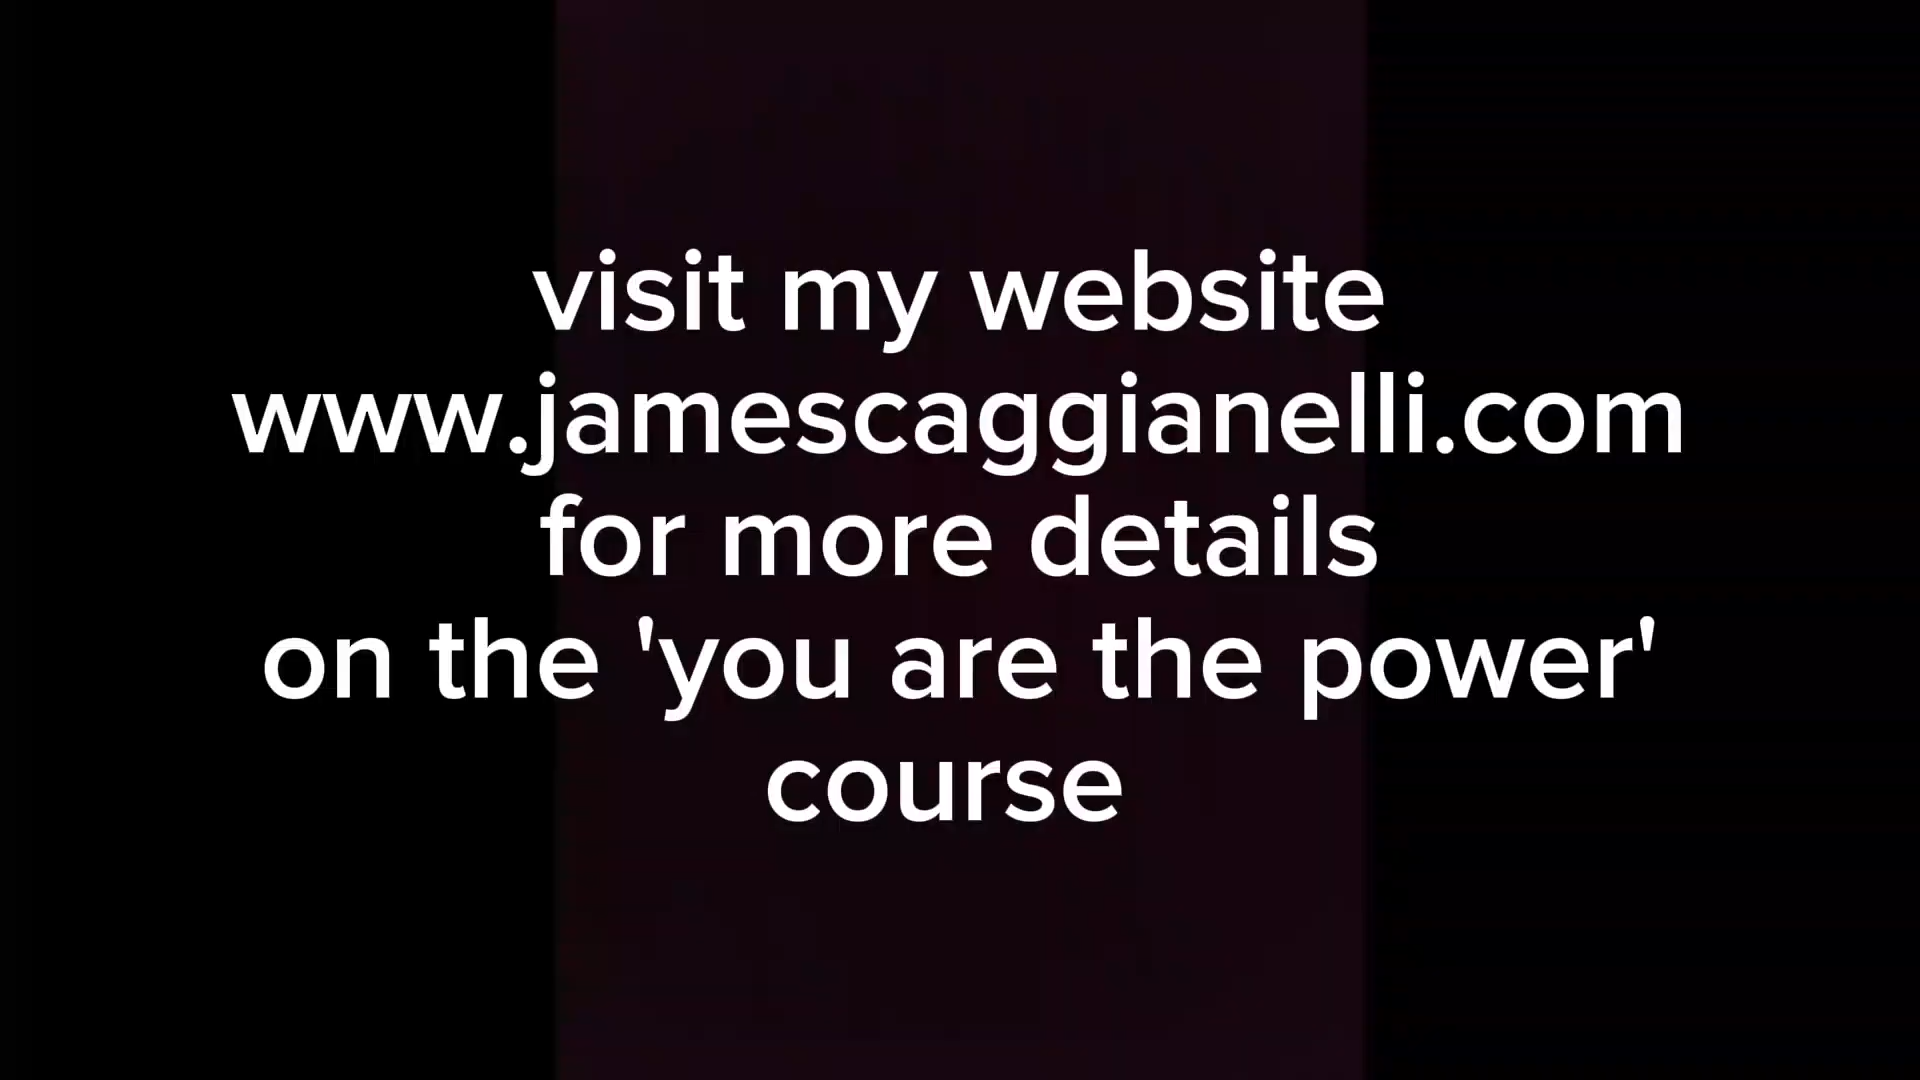 visit my website
www.jamescaggianelli.com
for more details
on the 'you are the power'
course